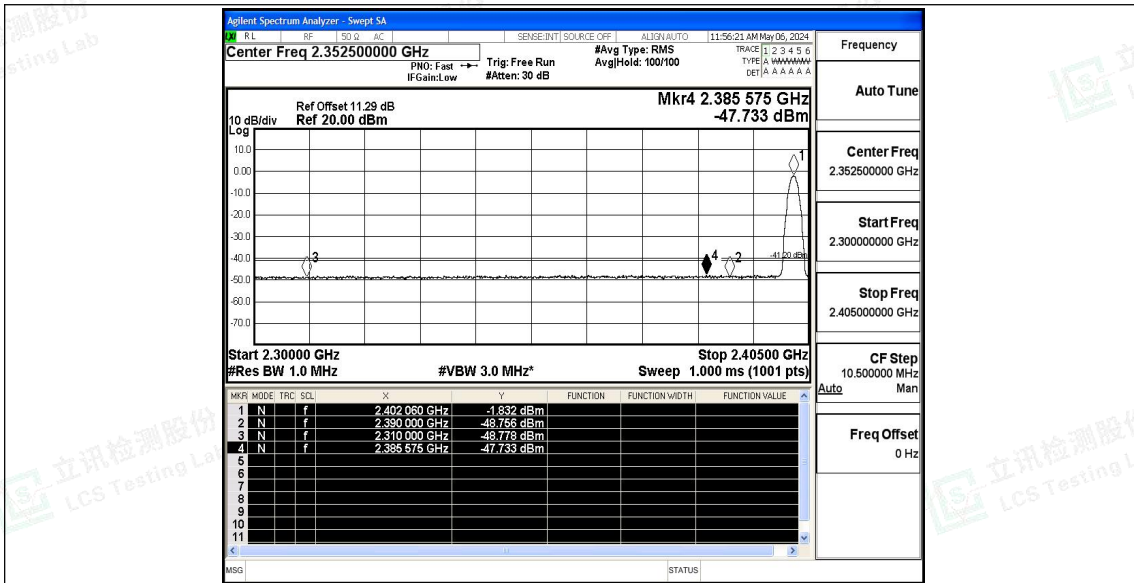 Agilent Spectrum Analyzer - Swept SA
LXI RL RF 50 Ω AC SENSE:INT SOURCE OFF ALIGN AUTO 11:56:21 AM May 06, 2024
Center Freq 2.352500000 GHz
PNO: Fast
IFGain:Low
Trig: Free Run
#Atten: 30 dB
#Avg Type: RMS
Avg|Hold: 100/100
TRACE 1 2 3 4 5 6
TYPE A WWWWW
DET A A A A A A
Mkr4 2.385 575 GHz
-47.733 dBm
Ref Offset 11.29 dB
10 dB/div Ref 20.00 dBm
Log
10.0
0.00
-10.0
-20.0
-30.0
-40.0
-50.0
-60.0
-70.0
1
3
4
2
-41.20 dBm
Start 2.30000 GHz Stop 2.40500 GHz
#Res BW 1.0 MHz #VBW 3.0 MHz* Sweep 1.000 ms (1001 pts)
MKR MODE TRC SCL X Y FUNCTION FUNCTION WIDTH FUNCTION VALUE
1 N f 2.402 060 GHz -1.832 dBm
2 N f 2.390 000 GHz -48.756 dBm
3 N f 2.310 000 GHz -48.778 dBm
4 N f 2.385 575 GHz -47.733 dBm
5
6
7
8
9
10
11
MSG STATUS
Frequency
Auto Tune
Center Freq
2.352500000 GHz
Start Freq
2.300000000 GHz
Stop Freq
2.405000000 GHz
CF Step
10.500000 MHz
Auto Man
Freq Offset
0 Hz
立讯检测股份
LCS Testing Lab
立讯检测股份
LCS Testing L